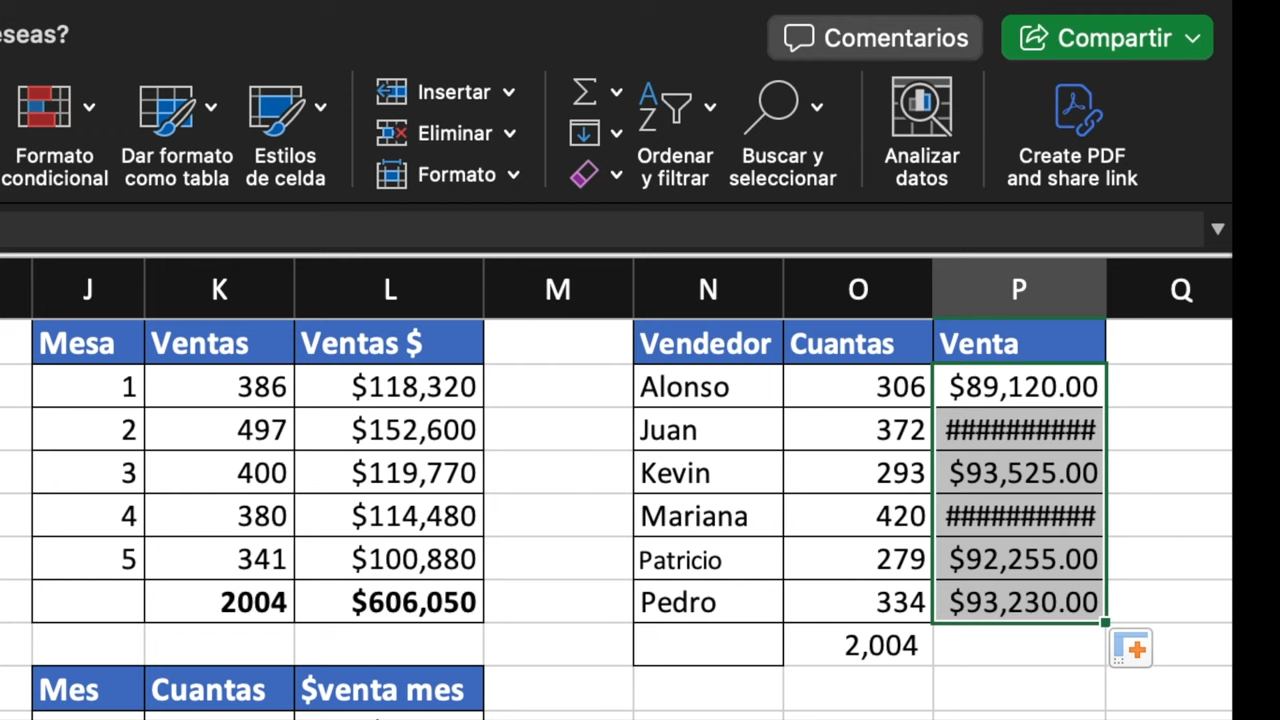 eseas?
Comentarios
Compartir
Formato condicional
Dar formato como tabla
Estilos de celda
Insertar
Eliminar
Formato
Ordenar y filtrar
Buscar y seleccionar
Analizar datos
Create PDF and share link
J K L M N O P Q
Mesa Ventas Ventas $ Vendedor Cuantas Venta
1 386 $118,320 Alonso 306 $89,120.00
2 497 $152,600 Juan 372 ##########
3 400 $119,770 Kevin 293 $93,525.00
4 380 $114,480 Mariana 420 ##########
5 341 $100,880 Patricio 279 $92,255.00
2004 $606,050 Pedro 334 $93,230.00
2,004
Mes Cuantas $venta mes